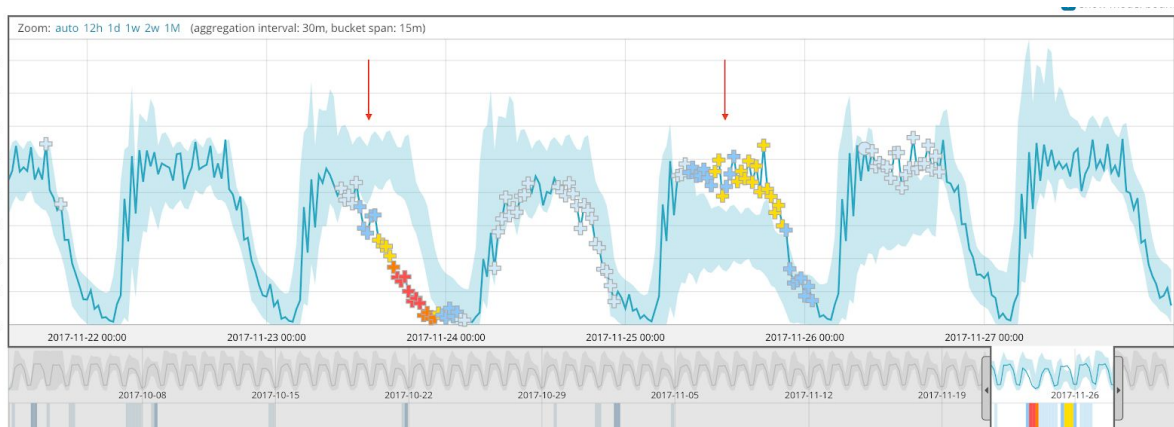 Zoom: auto 12h 1d 1w 2w 1M (aggregation interval: 30m, bucket span: 15m)
2017-11-22 00:00 2017-11-23 00:00 2017-11-24 00:00 2017-11-25 00:00 2017-11-26 00:00 2017-11-27 00:00
2017-10-08 2017-10-15 2017-10-22 2017-10-29 2017-11-05 2017-11-12 2017-11-19 2017-11-26